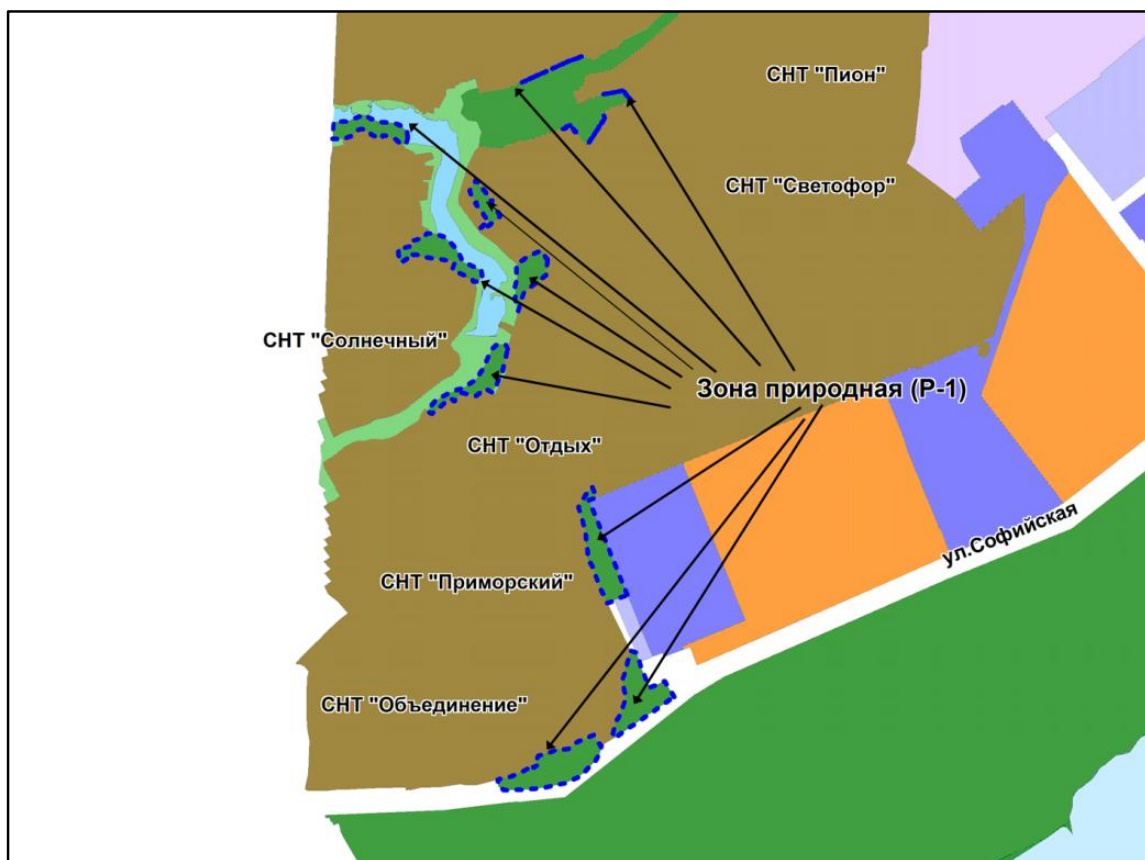 СНТ "Пион"
СНТ "Светофор"
СНТ "Солнечный"
Зона природная (Р-1)
СНТ "Отдых"
ул.Софийская
СНТ "Приморский"
СНТ "Объединение"